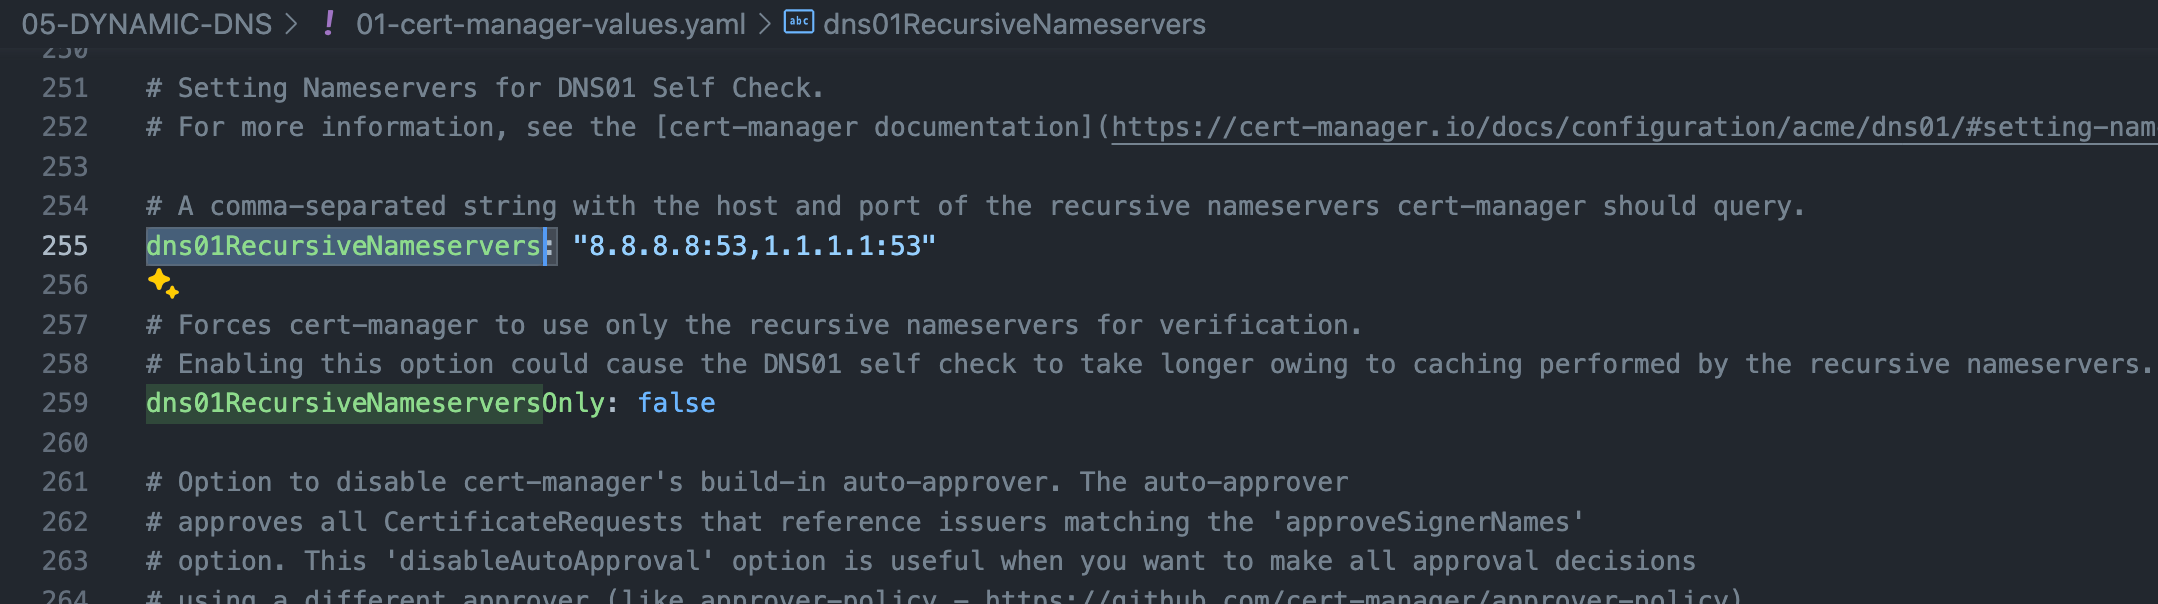 05-DYNAMIC-DNS > ! 01-cert-manager-values.yaml > abc dns01RecursiveNameservers
250
251 # Setting Nameservers for DNS01 Self Check.
252 # For more information, see the [cert-manager documentation](https://cert-manager.io/docs/configuration/acme/dns01/#setting-nam
253
254 # A comma-separated string with the host and port of the recursive nameservers cert-manager should query.
255 dns01RecursiveNameservers: "8.8.8.8:53,1.1.1.1:53"
256
257 # Forces cert-manager to use only the recursive nameservers for verification.
258 # Enabling this option could cause the DNS01 self check to take longer owing to caching performed by the recursive nameservers.
259 dns01RecursiveNameserversOnly: false
260
261 # Option to disable cert-manager's build-in auto-approver. The auto-approver
262 # approves all CertificateRequests that reference issuers matching the 'approveSignerNames'
263 # option. This 'disableAutoApproval' option is useful when you want to make all approval decisions
264 # using a different approver (like approver-policy - https://github.com/cert-manager/approver-policy)